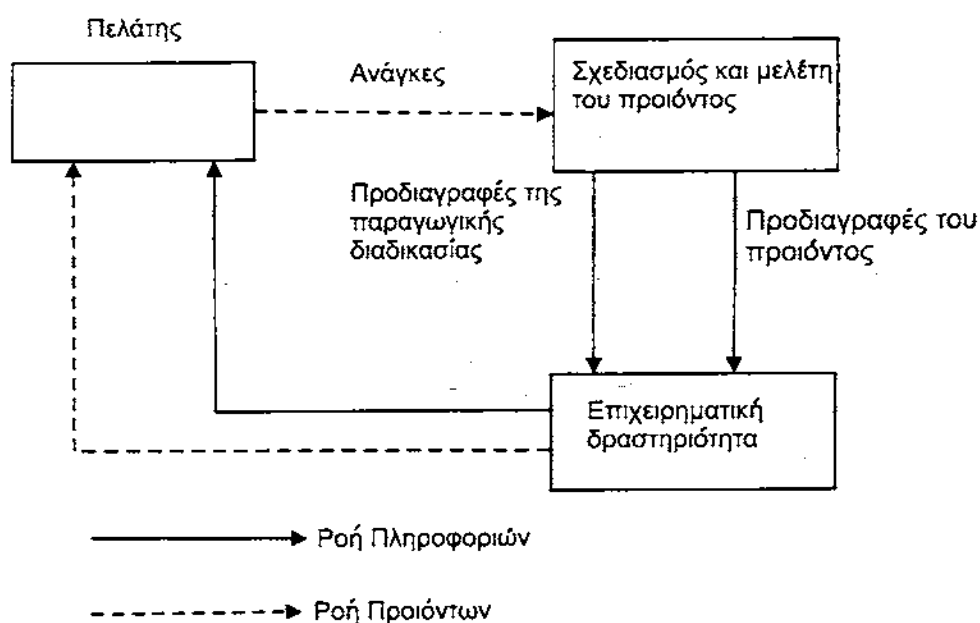 Πελάτης
Ανάγκες
Σχεδιασμός και μελέτη
του προιόντος
Προδιαγραφές της
παραγωγικής
διαδικασίας
Προδιαγραφές του
προιόντος
Επιχειρηματική
δραστηριότητα
Ροή Πληροφοριών
Ροή Προιόντων